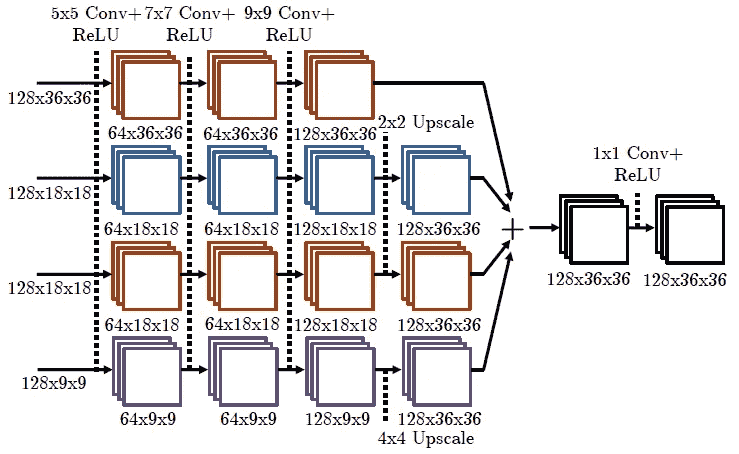 5x5 Conv+ 7x7 Conv+ 9x9 Conv+
ReLU ReLU ReLU
128x36x36
64x36x36 64x36x36 128x36x36
2x2 Upscale
1x1 Conv+
ReLU
128x18x18
64x18x18 64x18x18 128x18x18 128x36x36
+
128x36x36 128x36x36
128x18x18
64x18x18 64x18x18 128x18x18 128x36x36
128x9x9
64x9x9 64x9x9 128x9x9 128x36x36
4x4 Upscale